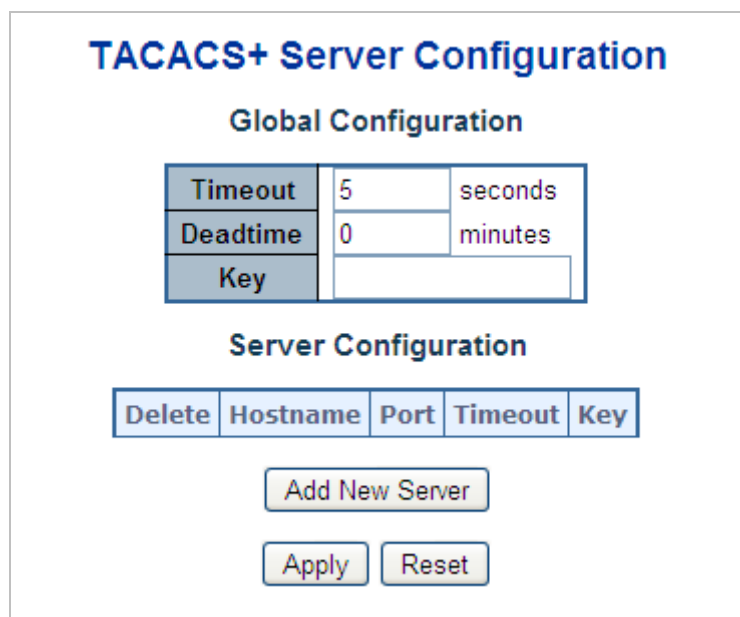 TACACS+ Server Configuration
Global Configuration
Timeout 5 seconds
Deadtime 0 minutes
Key
Server Configuration
Delete Hostname Port Timeout Key
Add New Server
Apply Reset